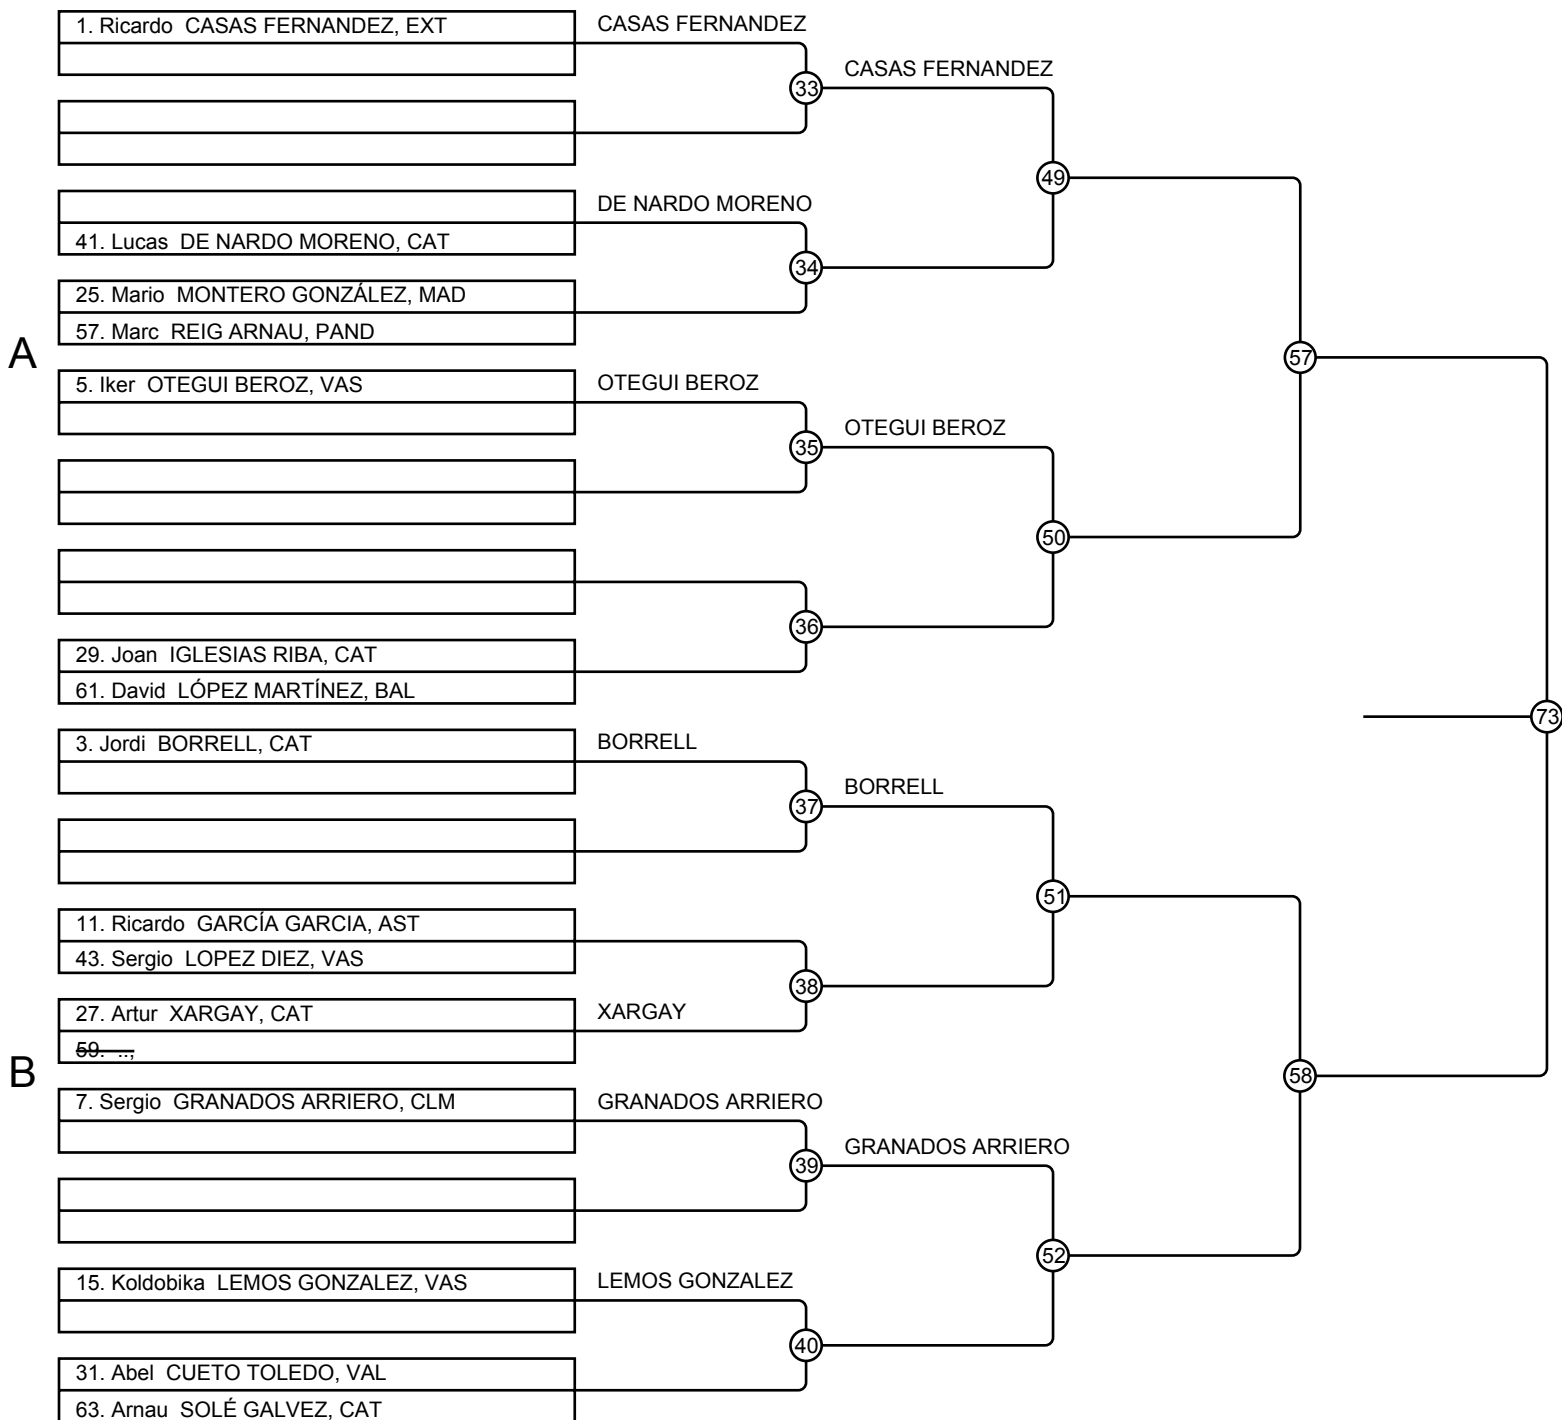 1. Ricardo CASAS FERNANDEZ, EXT
CASAS FERNANDEZ
CASAS FERNANDEZ
33
49
DE NARDO MORENO
41. Lucas DE NARDO MORENO, CAT
34
25. Mario MONTERO GONZÁLEZ, MAD
57. Marc REIG ARNAU, PAND
A
57
5. Iker OTEGUI BEROZ, VAS
OTEGUI BEROZ
OTEGUI BEROZ
35
50
36
29. Joan IGLESIAS RIBA, CAT
61. David LÓPEZ MARTÍNEZ, BAL
73
3. Jordi BORRELL, CAT
BORRELL
BORRELL
37
51
11. Ricardo GARCÍA GARCIA, AST
43. Sergio LOPEZ DIEZ, VAS
38
27. Artur XARGAY, CAT
XARGAY
59. ..,
B
58
7. Sergio GRANADOS ARRIERO, CLM
GRANADOS ARRIERO
GRANADOS ARRIERO
39
52
15. Koldobika LEMOS GONZALEZ, VAS
LEMOS GONZALEZ
40
31. Abel CUETO TOLEDO, VAL
63. Arnau SOLÉ GALVEZ, CAT